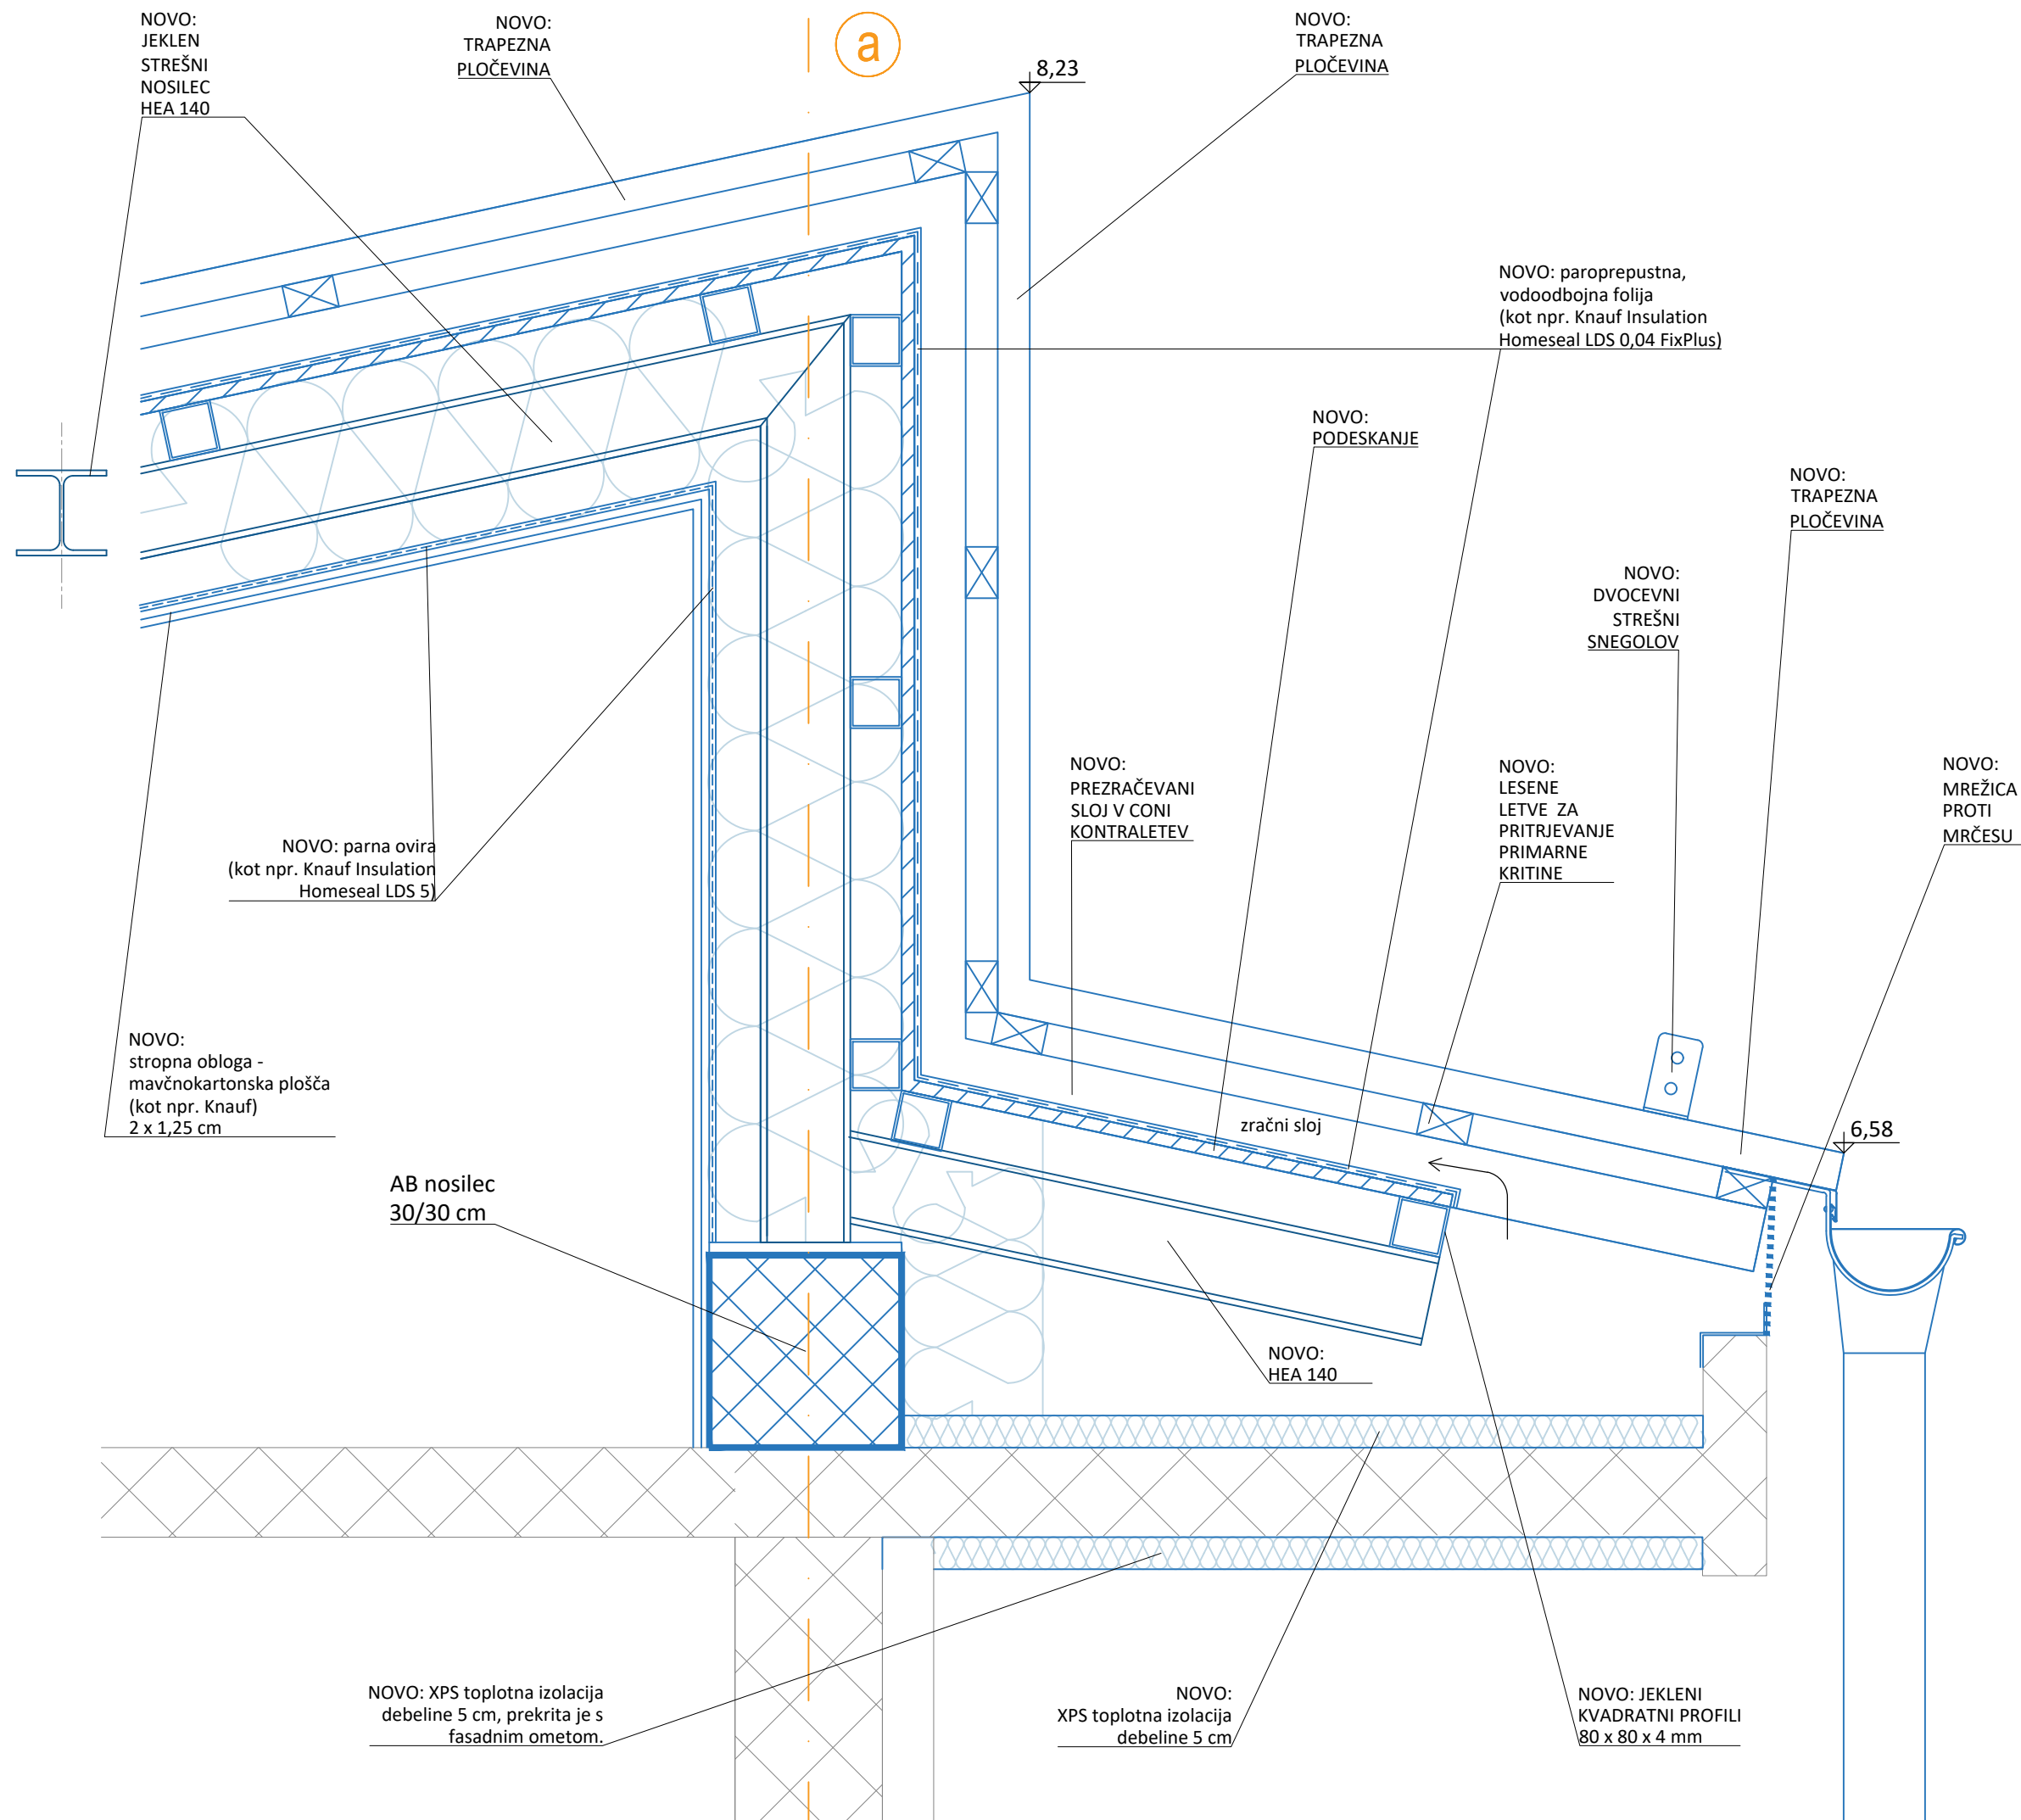 NOVO:
JEKLEN
STREŠNI
NOSILEC
HEA 140
NOVO:
TRAPEZNA
PLOČEVINA
a
8,23
NOVO:
TRAPEZNA
PLOČEVINA
NOVO: paroprepustna,
vodoodbojna folija
(kot npr. Knauf Insulation
Homeseal LDS 0,04 FixPlus)
NOVO:
PODESKANJE
NOVO:
TRAPEZNA
PLOČEVINA
NOVO:
DVOCEVNI
STREŠNI
SNEGOLOV
NOVO:
PREZRAČEVANI
SLOJ V CONI
KONTRALETEV
NOVO:
LESENE
LETVE ZA
PRITRJEVANJE
PRIMARNE
KRITINE
NOVO:
MREŽICA
PROTI
MRČESU
NOVO: parna ovira
(kot npr. Knauf Insulation
Homeseal LDS 5)
NOVO:
stropna obloga -
mavčnokartonska plošča
(kot npr. Knauf)
2 x 1,25 cm
zračni sloj
6,58
AB nosilec
30/30 cm
NOVO:
HEA 140
NOVO: XPS toplotna izolacija
debeline 5 cm, prekrita je s
fasadnim ometom.
NOVO:
XPS toplotna izolacija
debeline 5 cm
NOVO: JEKLENI
KVADRATNI PROFILI
80 x 80 x 4 mm